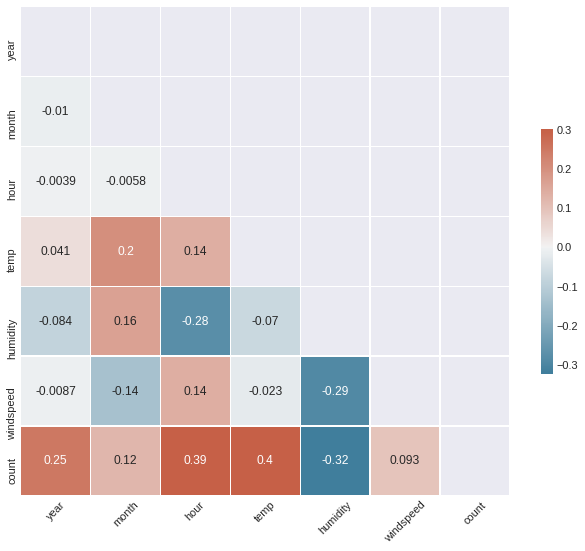 year
month
-0.01
hour
-0.0039 -0.0058
temp
0.041 0.2 0.14
humidity
-0.084 0.16 -0.28 -0.07
windspeed
-0.0087 -0.14 0.14 -0.023 -0.29
count
0.25 0.12 0.39 0.4 -0.32 0.093
year month hour temp humidity windspeed count
0.3
0.2
0.1
0.0
−0.1
−0.2
−0.3